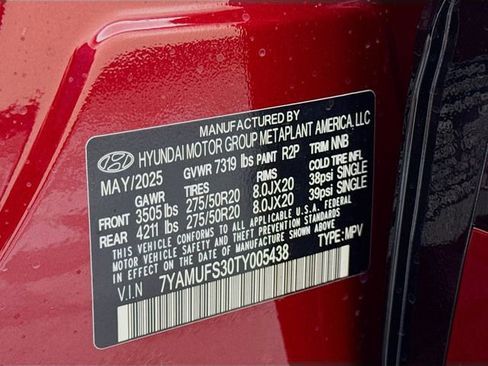 MANUFACTURED BY
HYUNDAI MOTOR GROUP METAPLANT AMERICA, LLC
MAY/2025 GVWR 7319 lbs PAINT R2P TRIM NNB
GAWR TIRES RIMS COLD TIRE INFL.
FRONT 3505 lbs 275/50R20 8.0JX20 38psi SINGLE
REAR 4211 lbs 275/50R20 8.0JX20 39psi SINGLE
THIS VEHICLE CONFORMS TO ALL APPLICABLE U.S. FEDERAL
MOTOR VEHICLE SAFETY STANDARDS
IN EFFECT ON THE DATE OF MANUFACTURE SHOWN ABOVE.
V.I.N 7YAMUFS30TY005438 TYPE: MPV